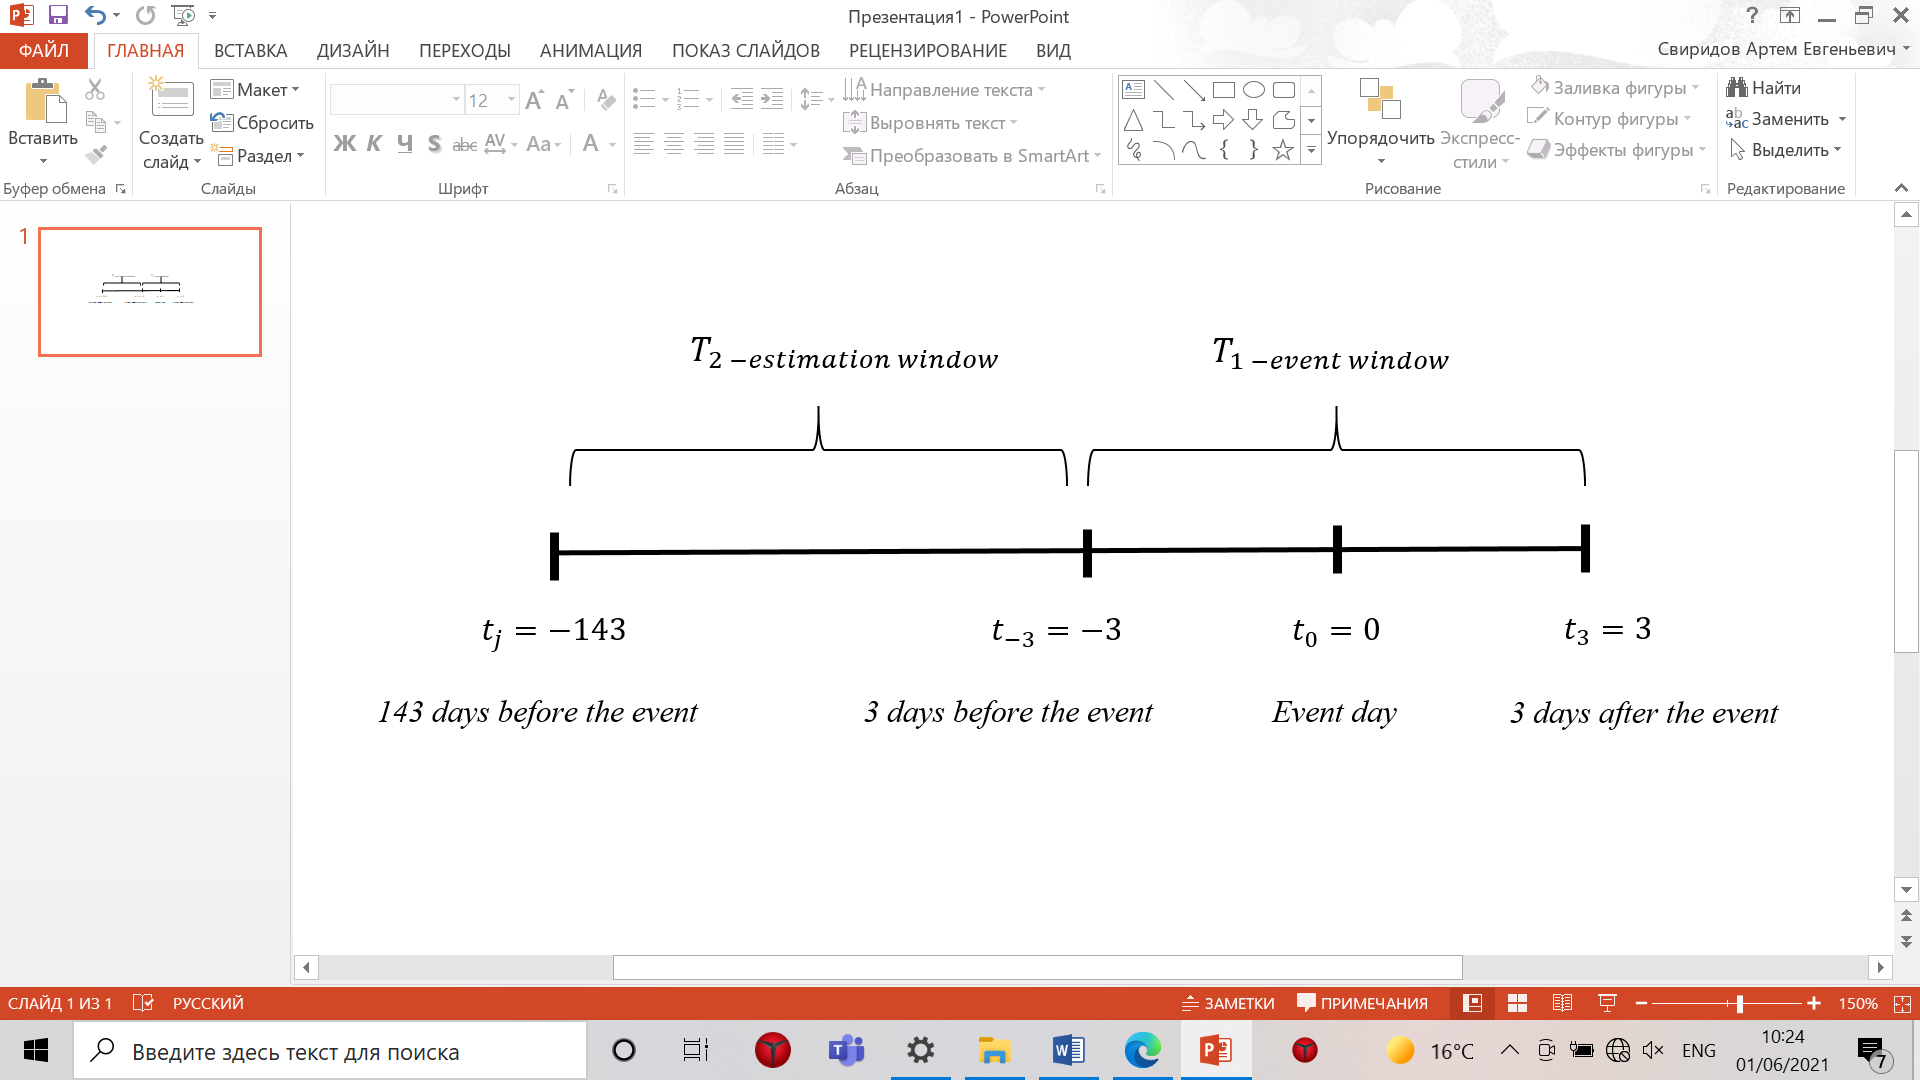 Презентация1 - PowerPoint
?
ФАЙЛ ГЛАВНАЯ ВСТАВКА ДИЗАЙН ПЕРЕХОДЫ АНИМАЦИЯ ПОКАЗ СЛАЙДОВ РЕЦЕНЗИРОВАНИЕ ВИД
Свиридов Артем Евгеньевич
Вставить
Буфер обмена
Создать слайд
Макет
Сбросить
Раздел
Слайды
12
Ж К Ч S abc AV Aa A
Шрифт
Направление текста
Выровнять текст
Преобразовать в SmartArt
Абзац
Упорядочить
Экспресс-стили
Заливка фигуры
Контур фигуры
Эффекты фигуры
Рисование
Найти
Заменить
Выделить
Редактирование
1
T₂ –estimation window T₁ –event window
tⱼ = −143 t₋₃ = −3 t₀ = 0 t₃ = 3
143 days before the event 3 days before the event Event day 3 days after the event
СЛАЙД 1 ИЗ 1 РУССКИЙ ЗАМЕТКИ ПРИМЕЧАНИЯ 150%
Введите здесь текст для поиска
16°C ENG
10:24
01/06/2021
7